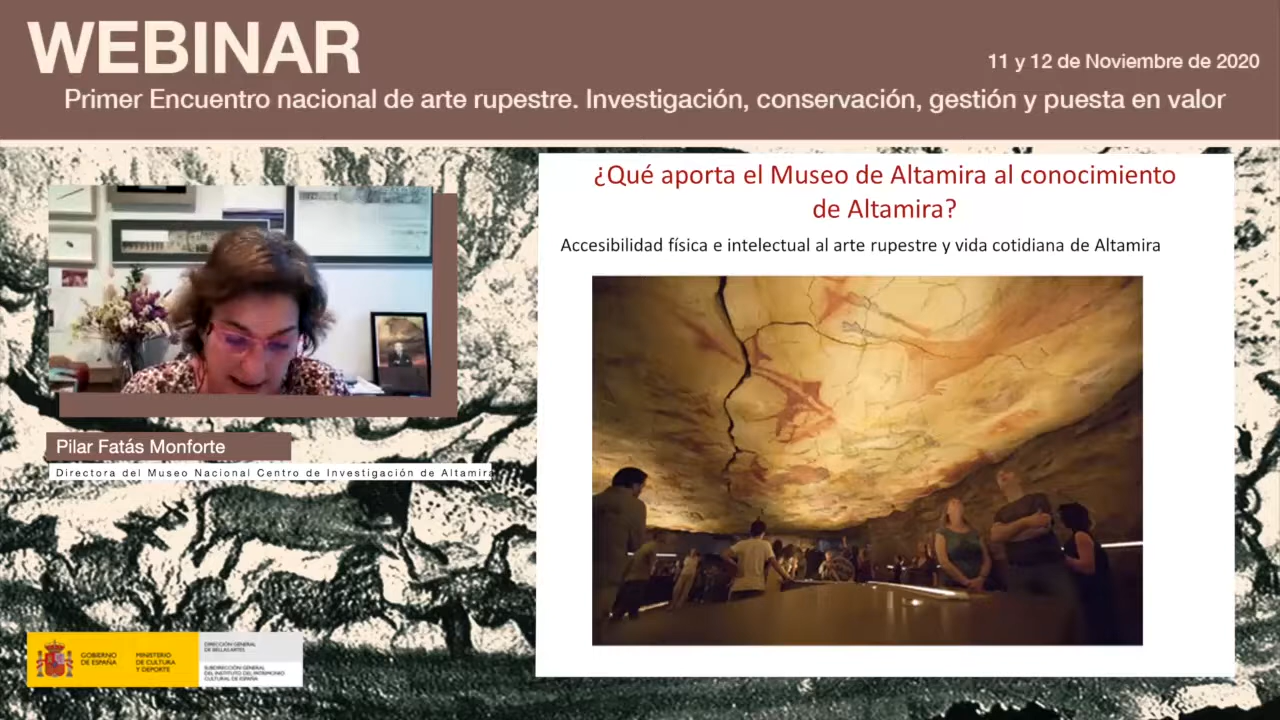 WEBINAR
11 y 12 de Noviembre de 2020
Primer Encuentro nacional de arte rupestre. Investigación, conservación, gestión y puesta en valor
¿Qué aporta el Museo de Altamira al conocimiento
de Altamira?
Accesibilidad física e intelectual al arte rupestre y vida cotidiana de Altamira
Pilar Fatás Monforte
Directora del Museo Nacional Centro de Investigación de Altamira
GOBIERNO
DE ESPAÑA
MINISTERIO
DE CULTURA
Y DEPORTE
DIRECCIÓN GENERAL
DE BELLAS ARTES
SUBDIRECCIÓN GENERAL
DEL INSTITUTO DEL PATRIMONIO
CULTURAL DE ESPAÑA